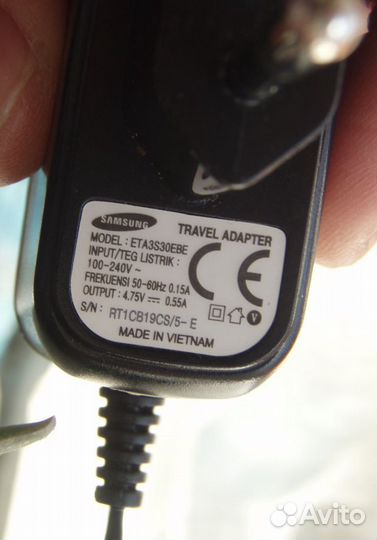 SAMSUNG TRAVEL ADAPTER
MODEL : ETA3S30EBE
INPUT/TEG LISTRIK :
100-240V ~
FREKUENSI 50-60Hz 0.15A
OUTPUT : 4.75V ⎓ 0.55A
CE
V
S/N : RT1CB19CS/5- E
MADE IN VIETNAM
Avito